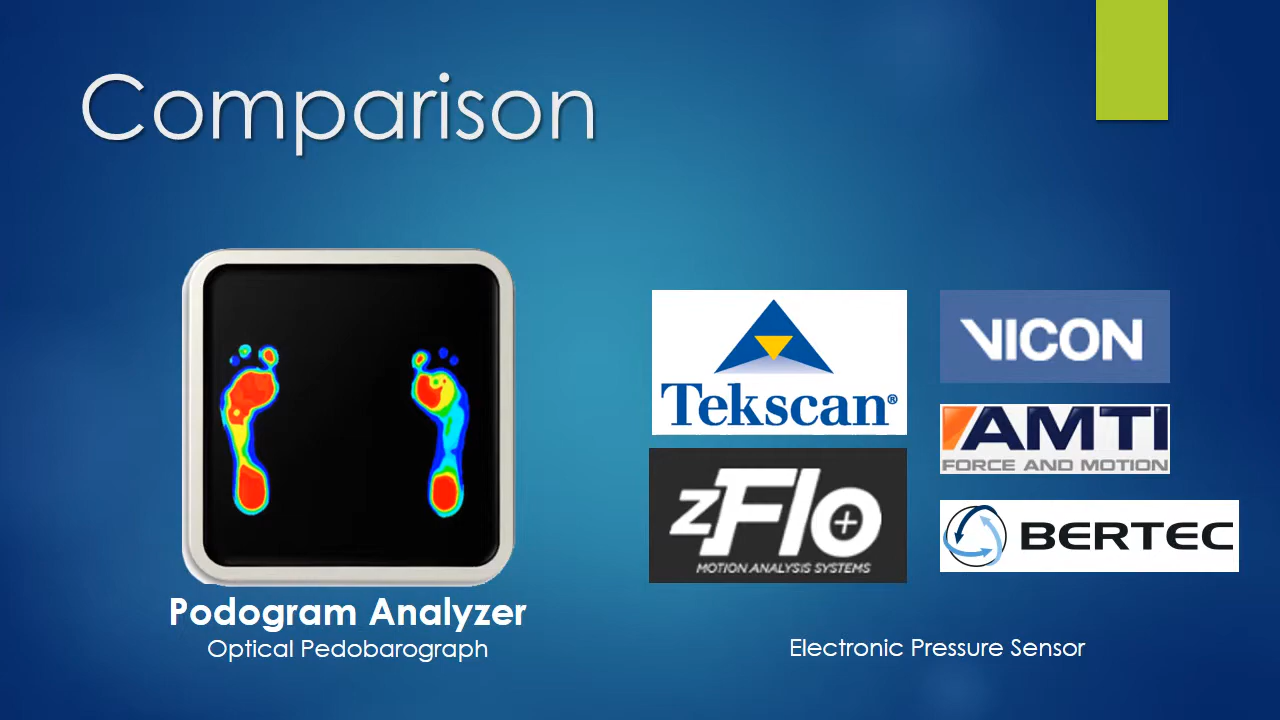 Comparison
Podogram Analyzer
Optical Pedobarograph
Tekscan®
VICON
zFlo
MOTION ANALYSIS SYSTEMS
AMTI
FORCE AND MOTION
BERTEC
Electronic Pressure Sensor